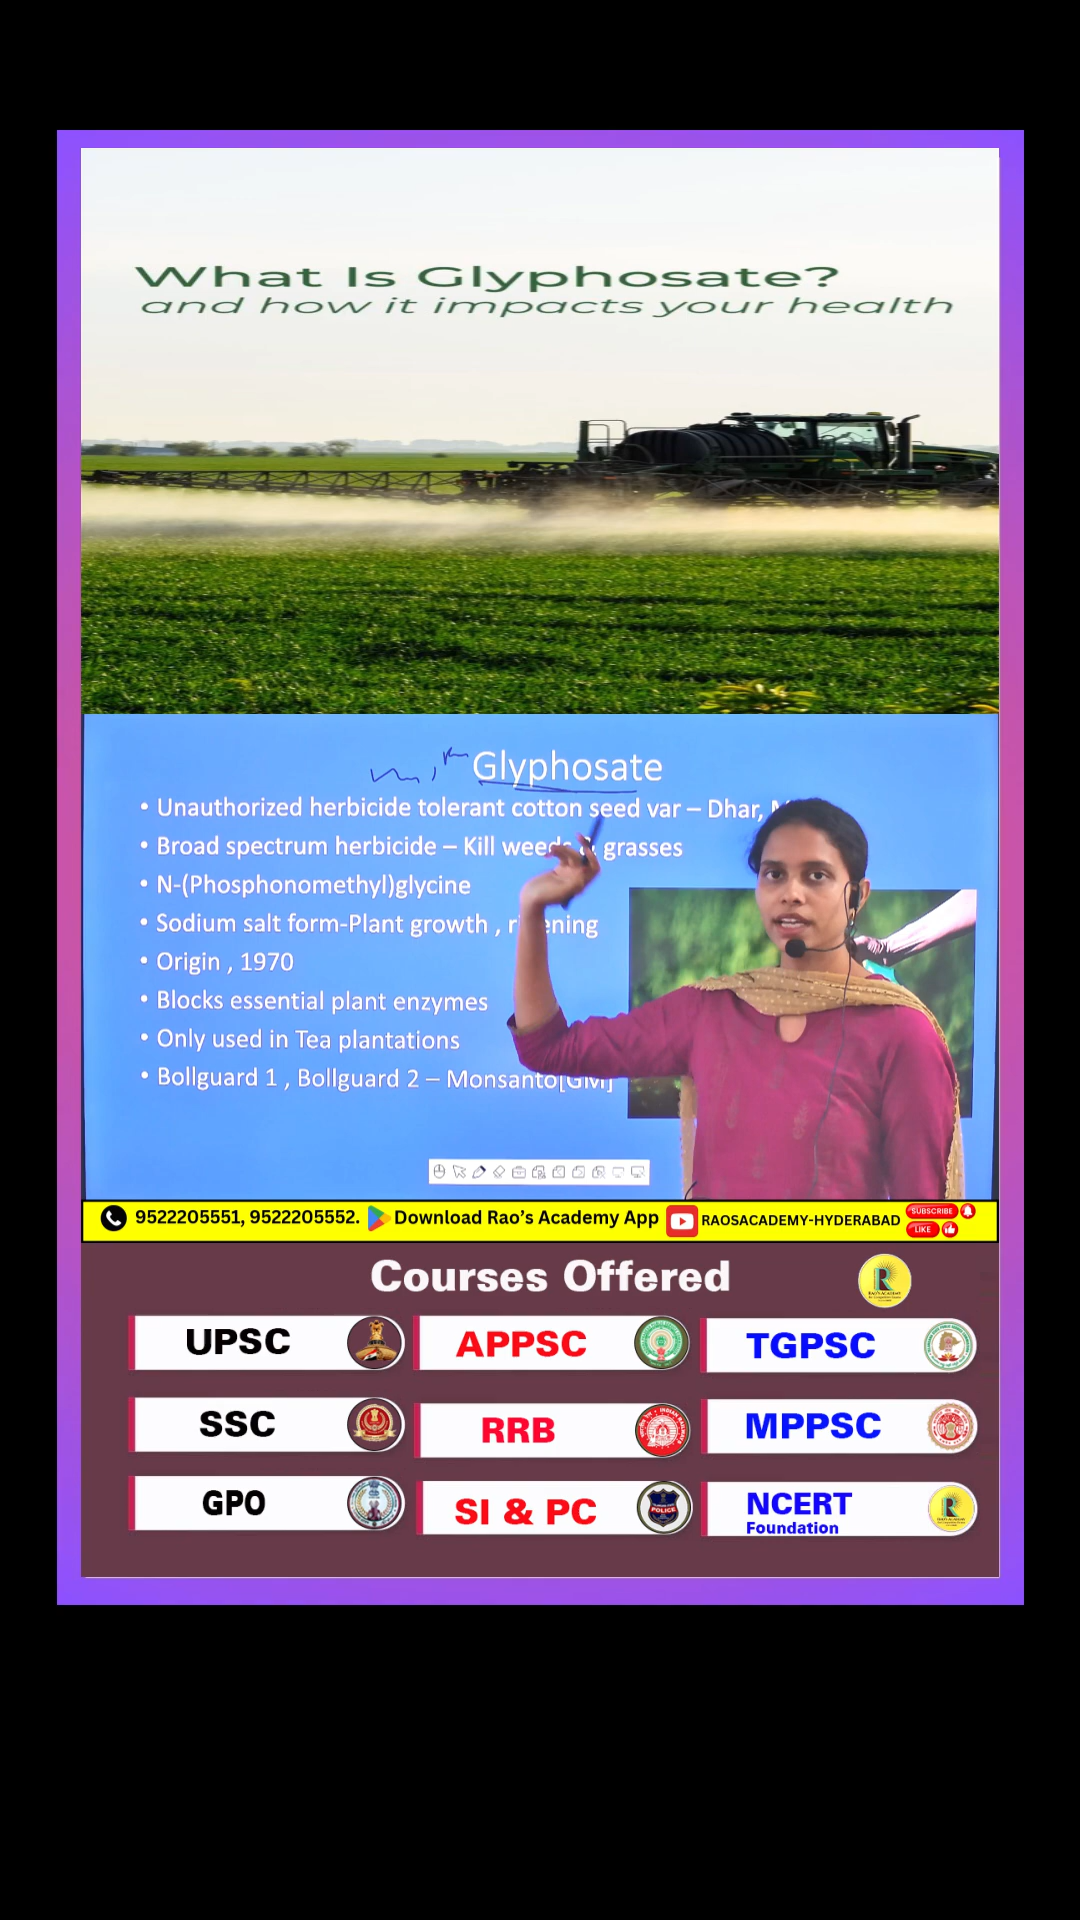 What Is Glyphosate?
and how it impacts your health
Glyphosate
• Unauthorized herbicide tolerant cotton seed var – Dhar,
• Broad spectrum herbicide – Kill weeds & grasses
• N-(Phosphonomethyl)glycine
• Sodium salt form-Plant growth , ripening
• Origin , 1970
• Blocks essential plant enzymes
• Only used in Tea plantations
• Bollguard 1 , Bollguard 2 – Monsanto[GM]
9522205551, 9522205552. Download Rao's Academy App RAOSACADEMY-HYDERABAD SUBSCRIBE
LIKE
Courses Offered
R
UPSC APPSC TGPSC
SSC RRB MPPSC
GPO SI & PC POLICE NCERT
Foundation